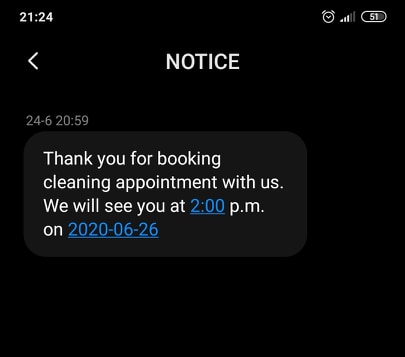 21:24
51
NOTICE
24-6 20:59
Thank you for booking
cleaning appointment with us.
We will see you at 2:00 p.m.
on 2020-06-26